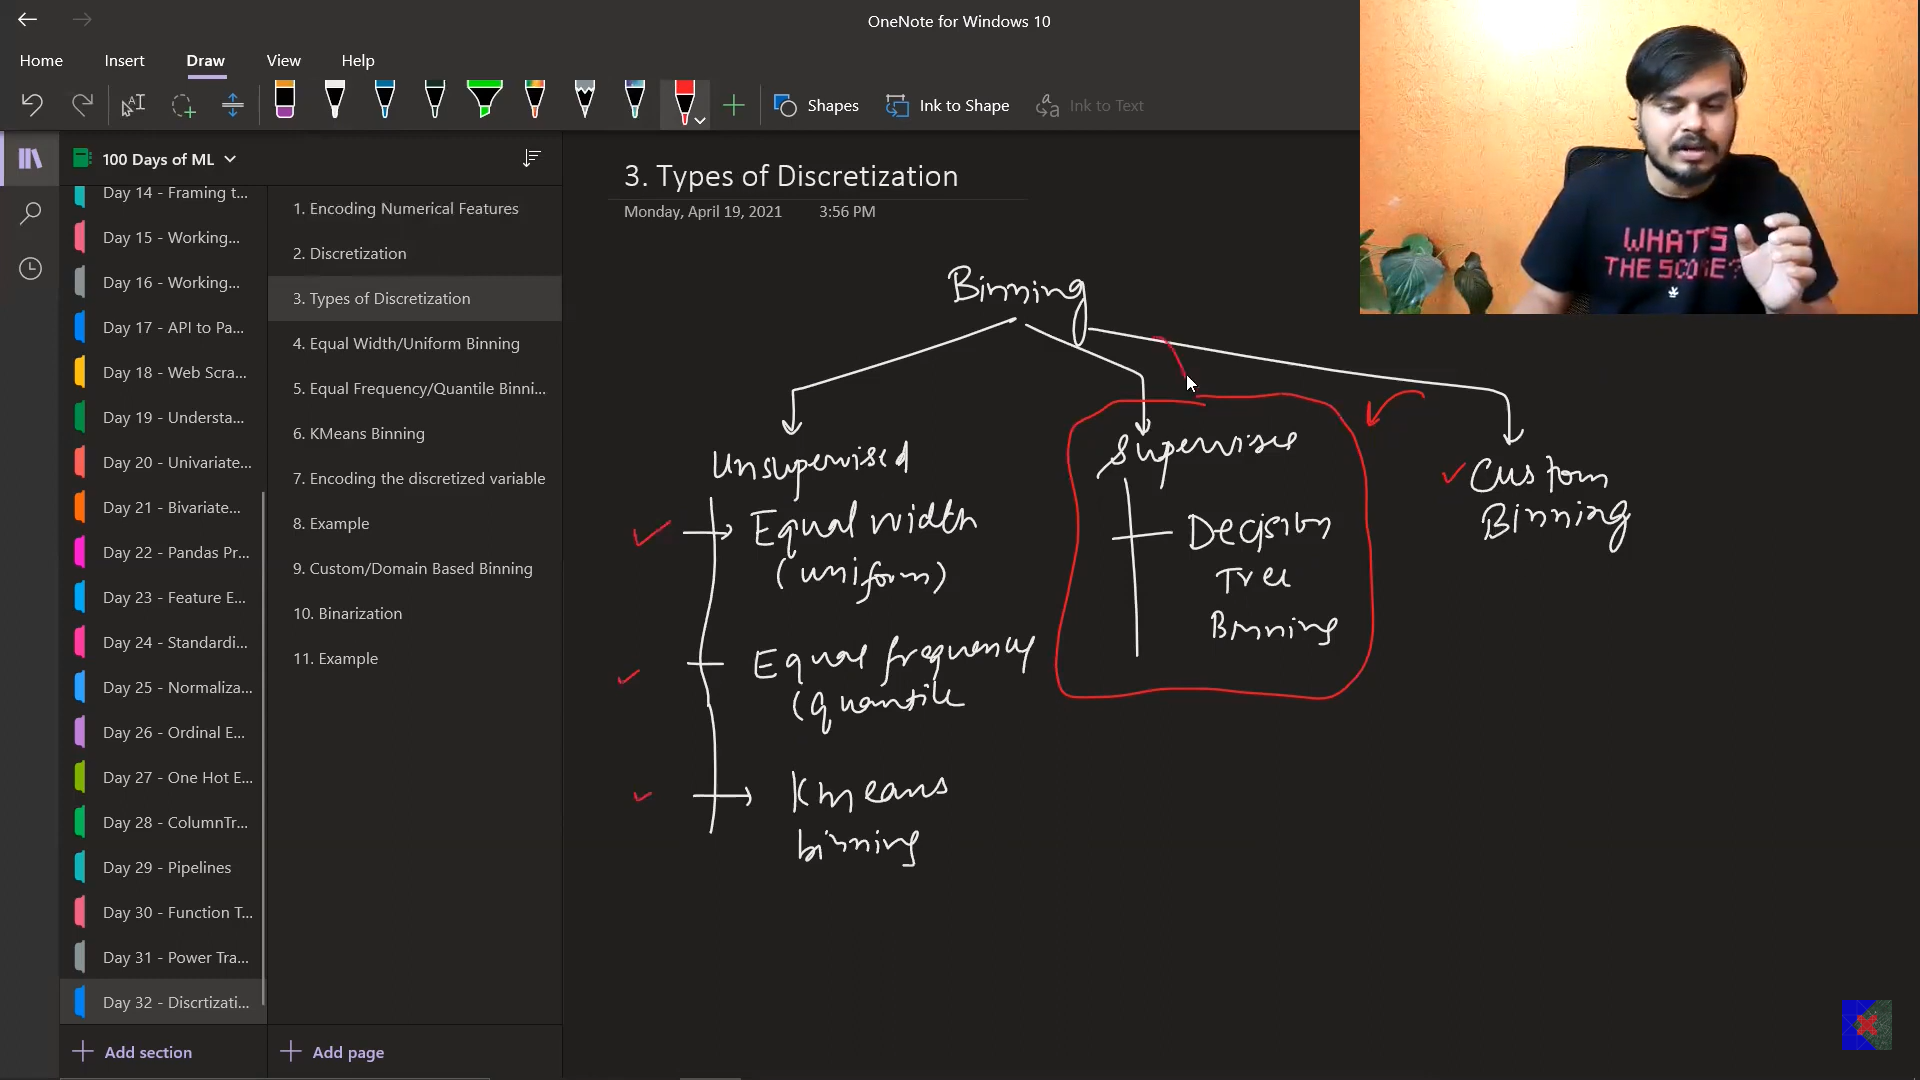 OneNote for Windows 10
Home
Insert
Draw
View
Help
Shapes
Ink to Shape
Ink to Text
100 Days of ML
Day 14 - Framing t...
Day 15 - Working...
Day 16 - Working...
Day 17 - API to Pa...
Day 18 - Web Scra...
Day 19 - Understa...
Day 20 - Univariate...
Day 21 - Bivariate...
Day 22 - Pandas Pr...
Day 23 - Feature E...
Day 24 - Standardi...
Day 25 - Normaliza...
Day 26 - Ordinal E...
Day 27 - One Hot E...
Day 28 - ColumnTr...
Day 29 - Pipelines
Day 30 - Function T...
Day 31 - Power Tra...
Day 32 - Discrtizati...
Add section
1. Encoding Numerical Features
2. Discretization
3. Types of Discretization
4. Equal Width/Uniform Binning
5. Equal Frequency/Quantile Binni...
6. KMeans Binning
7. Encoding the discretized variable
8. Example
9. Custom/Domain Based Binning
10. Binarization
11. Example
Add page
3. Types of Discretization
Monday, April 19, 2021 3:56 PM
Binning
Unsupervised
Equal width
(uniform)
Equal frequency
(quantile
Kmeans
binning
Supervise
Decision
Tree
Binning
Custom
Binning
WHAT'S
THE SCORE?